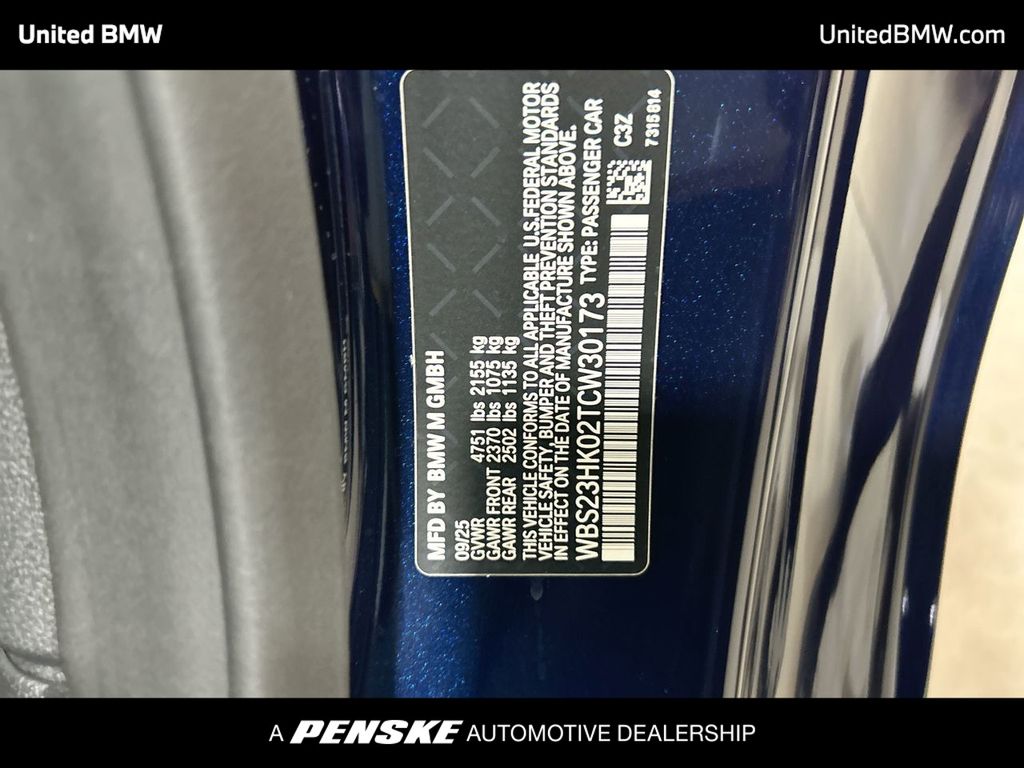 United BMW
UnitedBMW.com
MFD BY BMW M GMBH
09/25
GVWR 4751 lbs 2155 kg
GAWR FRONT 2370 lbs 1075 kg
GAWR REAR 2502 lbs 1135 kg
THIS VEHICLE CONFORMS TO ALL APPLICABLE U.S. FEDERAL MOTOR
VEHICLE SAFETY, BUMPER AND THEFT PREVENTION STANDARDS
IN EFFECT ON THE DATE OF MANUFACTURE SHOWN ABOVE.
WBS23HK02TCW30173 TYPE: PASSENGER CAR
C3Z
7316814
A PENSKE AUTOMOTIVE DEALERSHIP